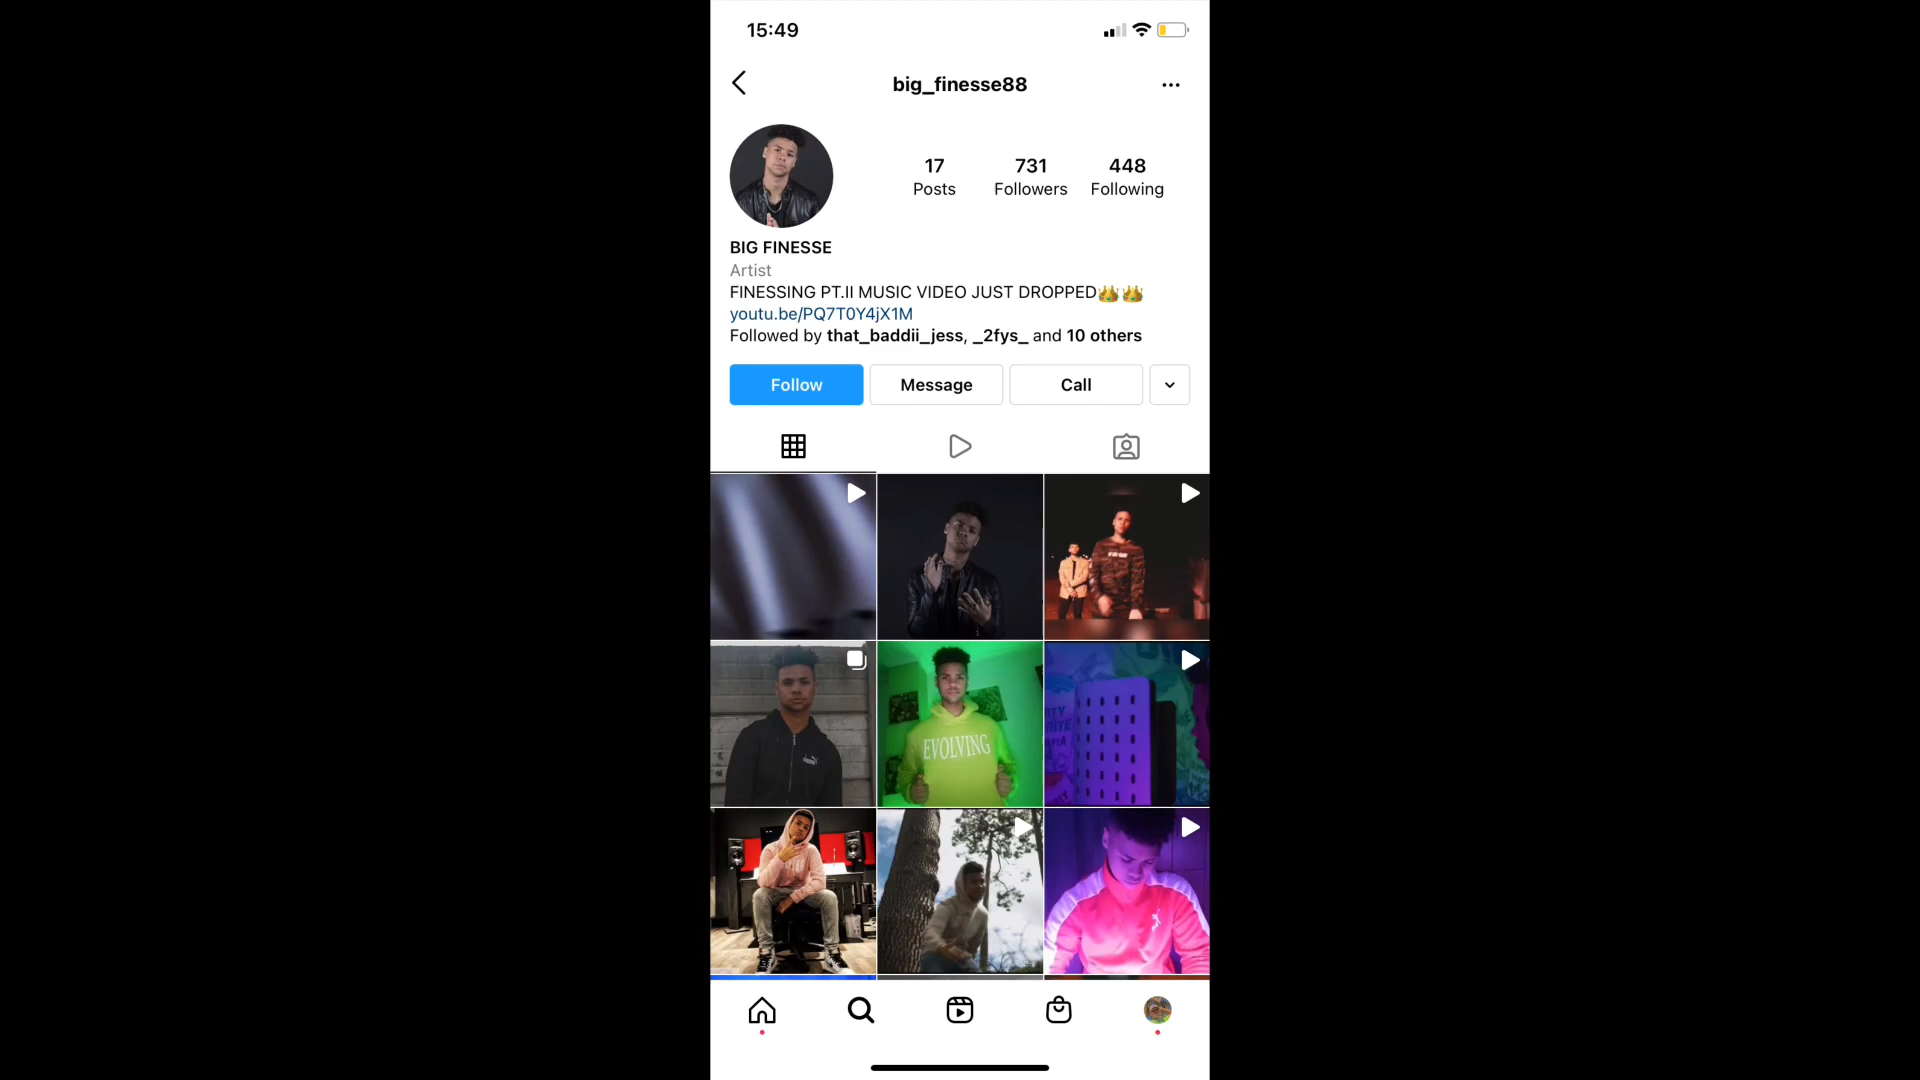 15:49
big_finesse88
17 731 448
Posts Followers Following
BIG FINESSE
Artist
FINESSING PT.II MUSIC VIDEO JUST DROPPED👑👑
youtu.be/PQ7T0Y4jX1M
Followed by that_baddii_jess, _2fys_ and 10 others
Follow Message Call
EVOLVING